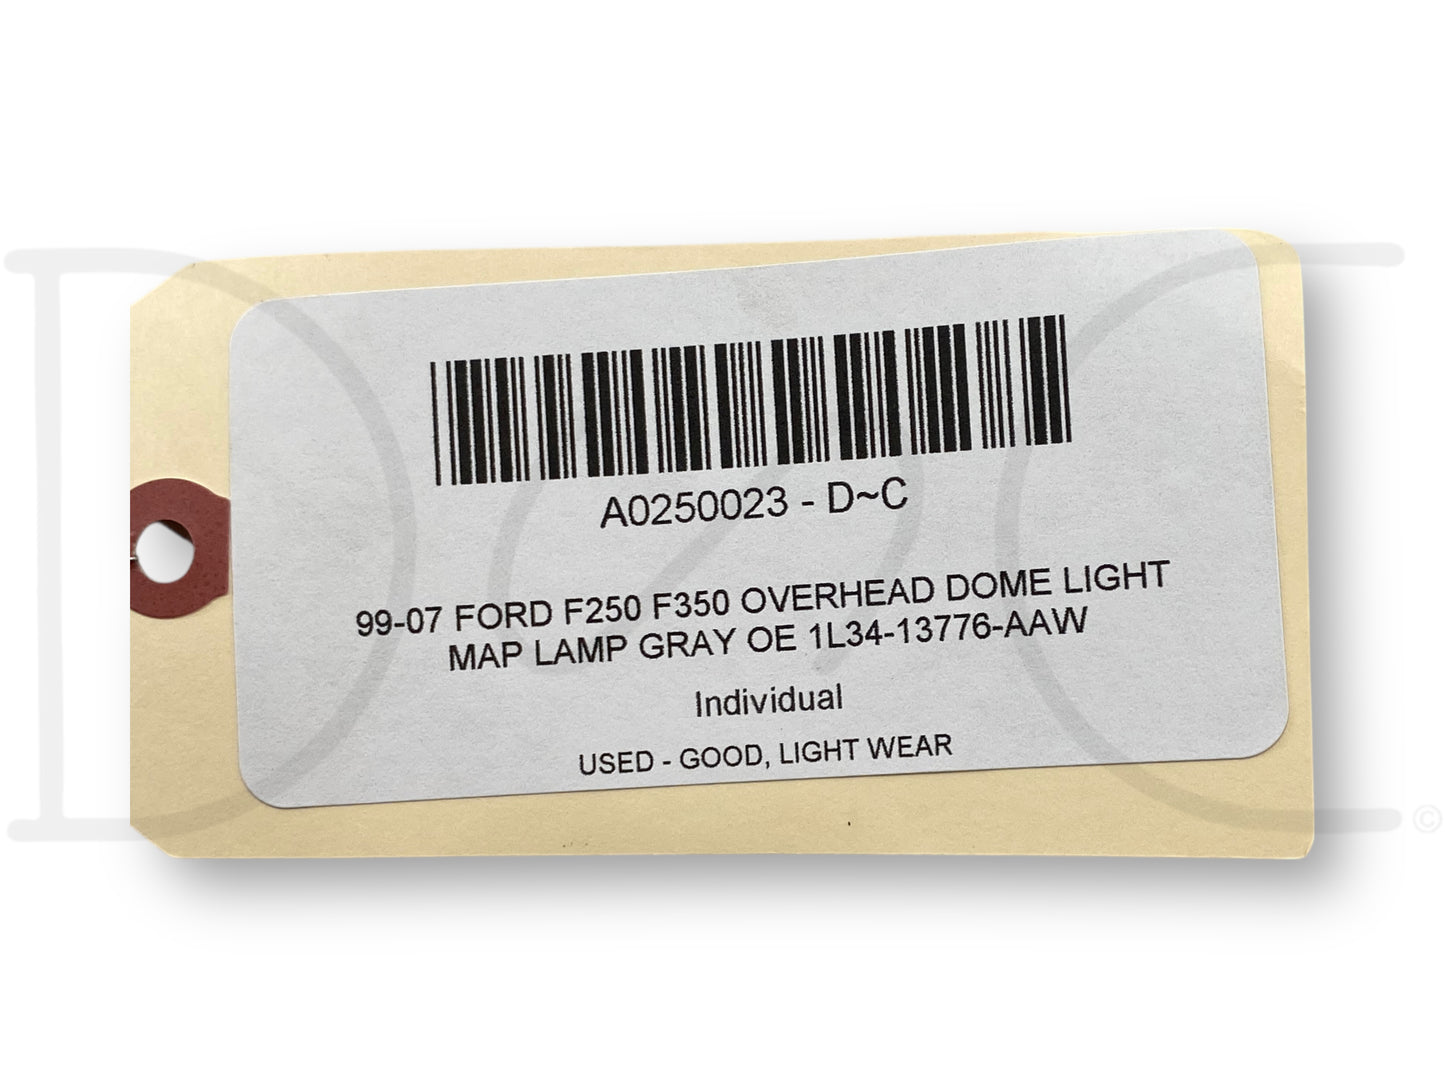 A0250023 - D~C
99-07 FORD F250 F350 OVERHEAD DOME LIGHT
MAP LAMP GRAY OE 1L34-13776-AAW
Individual
USED - GOOD, LIGHT WEAR
D~C ©